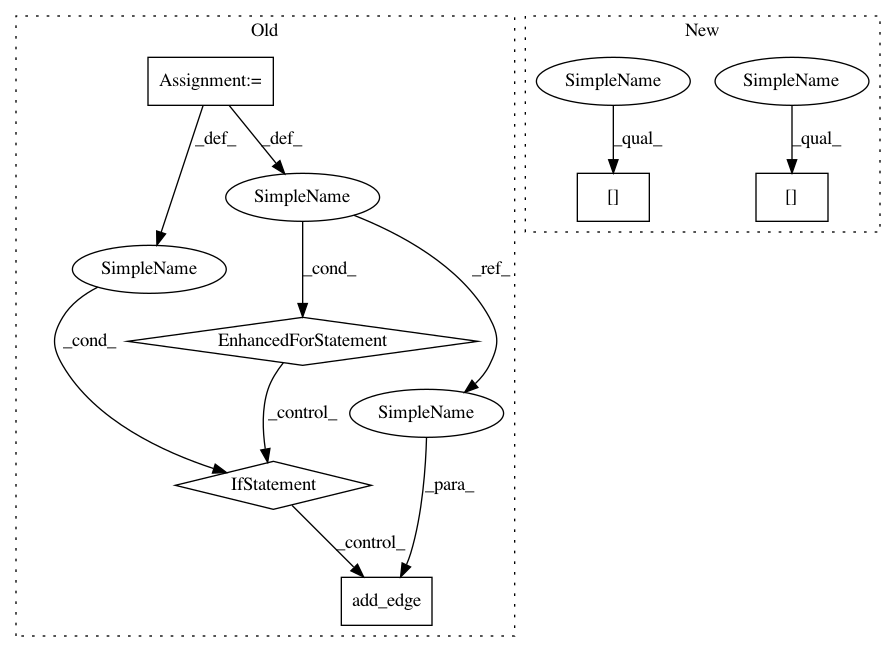 Old
New
Assignment:=
SimpleName
SimpleName
_def_
_def_
_qual_
_qual_
SimpleName
[]
[]
SimpleName
_cond_
_ref_
_cond_
EnhancedForStatement
_control_
SimpleName
IfStatement
_para_
_control_
add_edge